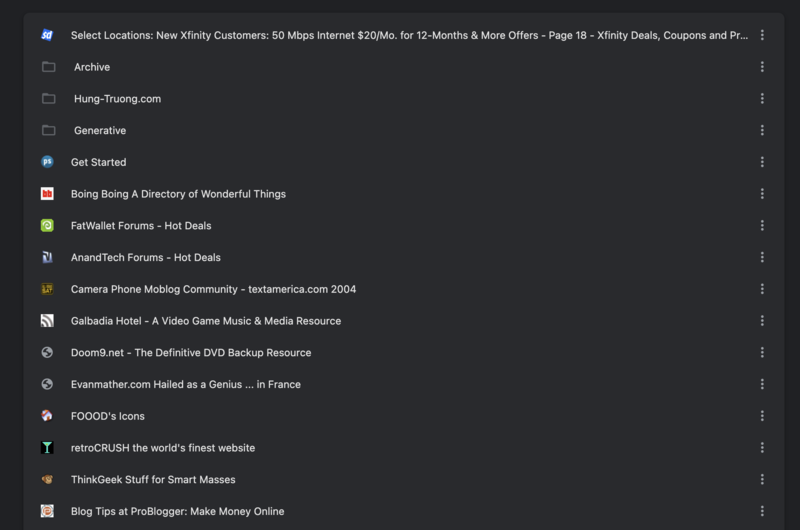 Select Locations: New Xfinity Customers: 50 Mbps Internet $20/Mo. for 12-Months & More Offers - Page 18 - Xfinity Deals, Coupons and Pr...
Archive
Hung-Truong.com
Generative
Get Started
Boing Boing A Directory of Wonderful Things
FatWallet Forums - Hot Deals
AnandTech Forums - Hot Deals
Camera Phone Moblog Community - textamerica.com 2004
Galbadia Hotel - A Video Game Music & Media Resource
Doom9.net - The Definitive DVD Backup Resource
Evanmather.com Hailed as a Genius ... in France
FOOOD's Icons
retroCRUSH the world's finest website
ThinkGeek Stuff for Smart Masses
Blog Tips at ProBlogger: Make Money Online